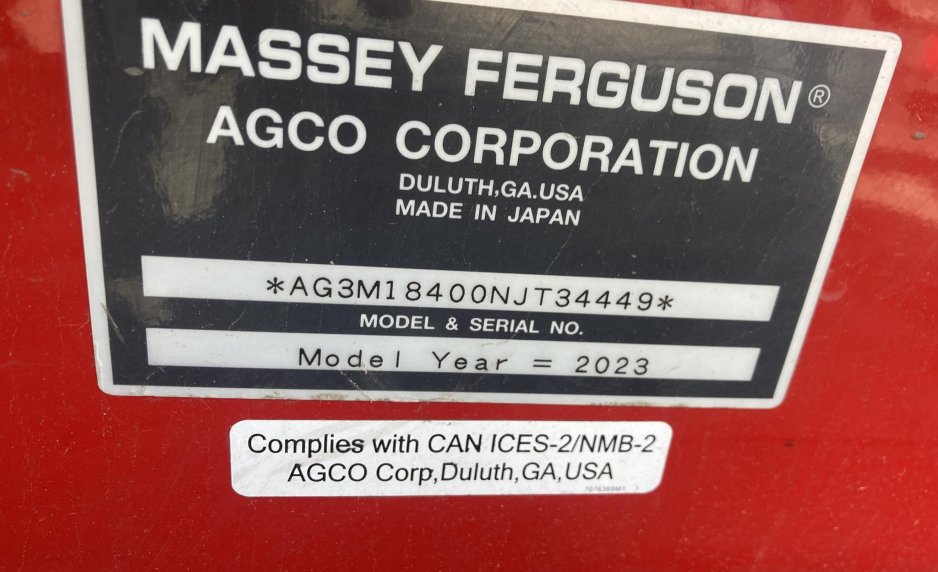 MASSEY FERGUSON®
AGCO CORPORATION
DULUTH,GA.USA
MADE IN JAPAN
*AG3M18400NJT34449*
MODEL & SERIAL NO.
Model Year = 2023
Complies with CAN ICES-2/NMB-2
AGCO Corp,Duluth,GA,USA